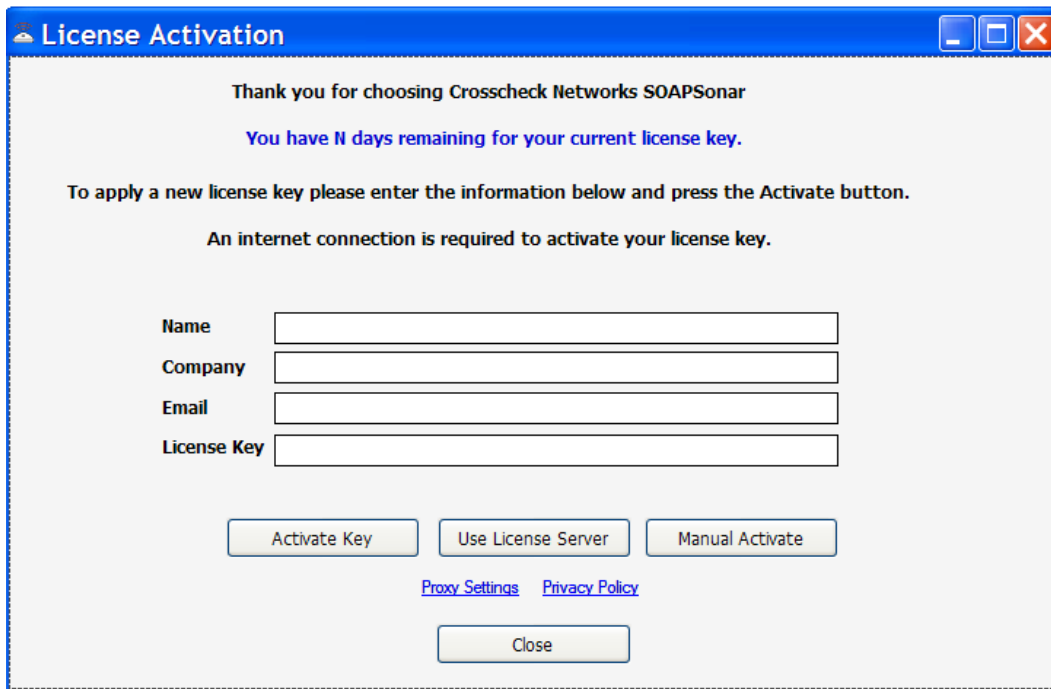 License Activation
Thank you for choosing Crosscheck Networks SOAPSonar
You have N days remaining for your current license key.
To apply a new license key please enter the information below and press the Activate button.
An internet connection is required to activate your license key.
Name
Company
Email
License Key
Activate Key Use License Server Manual Activate
Proxy Settings Privacy Policy
Close